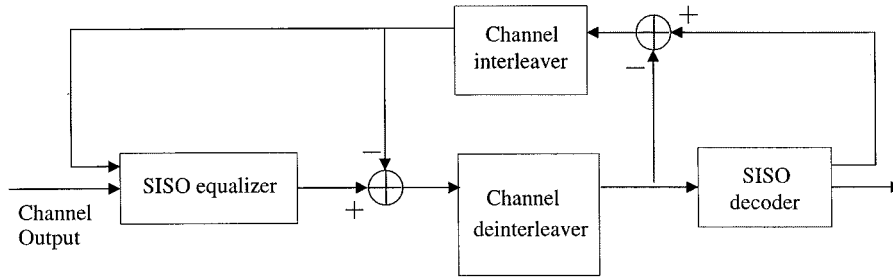 Channel
interleaver
+
−
−
SISO equalizer
+
Channel
Output
Channel
deinterleaver
SISO
decoder